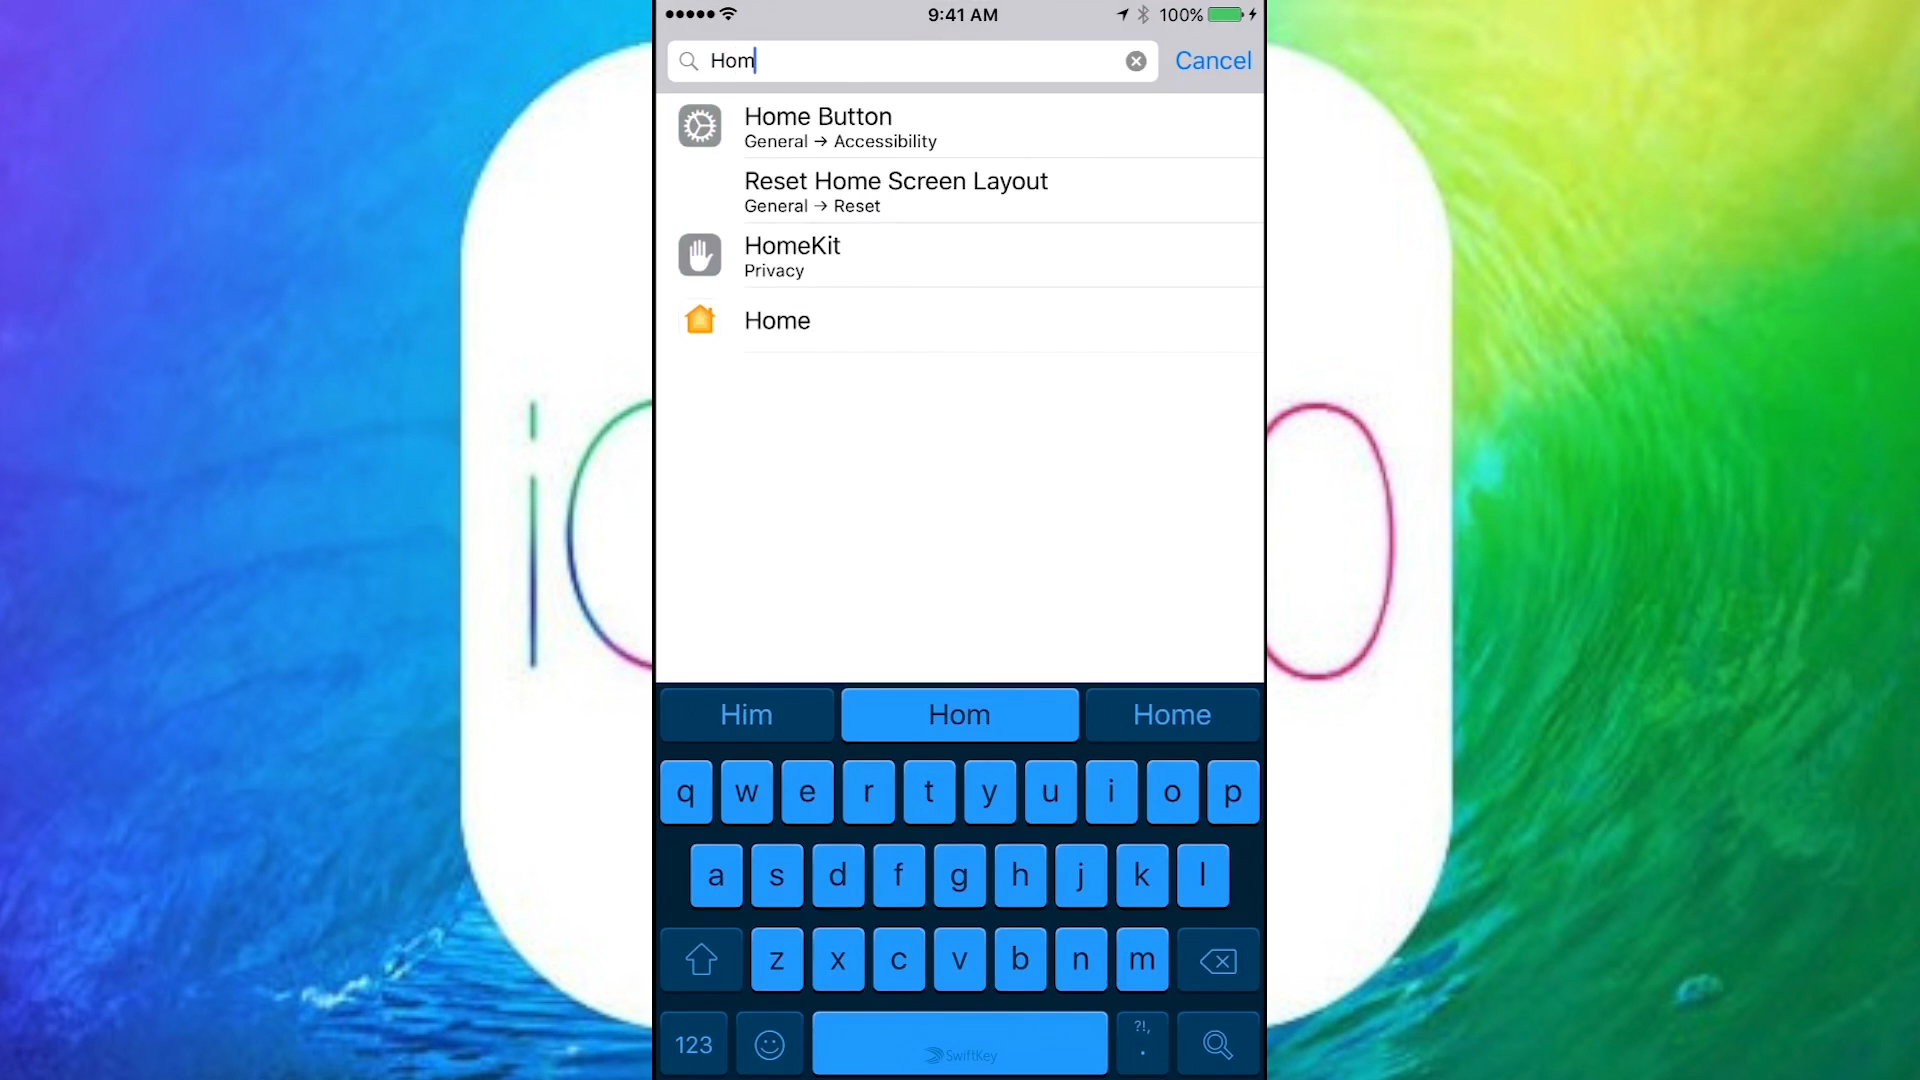 9:41 AM
100%
Hom
Cancel
Home Button
General → Accessibility
Reset Home Screen Layout
General → Reset
HomeKit
Privacy
Home
i
0
Him Hom Home
q w e r t y u i o p
a s d f g h j k l
z x c v b n m
123
SwiftKey
?!,
.